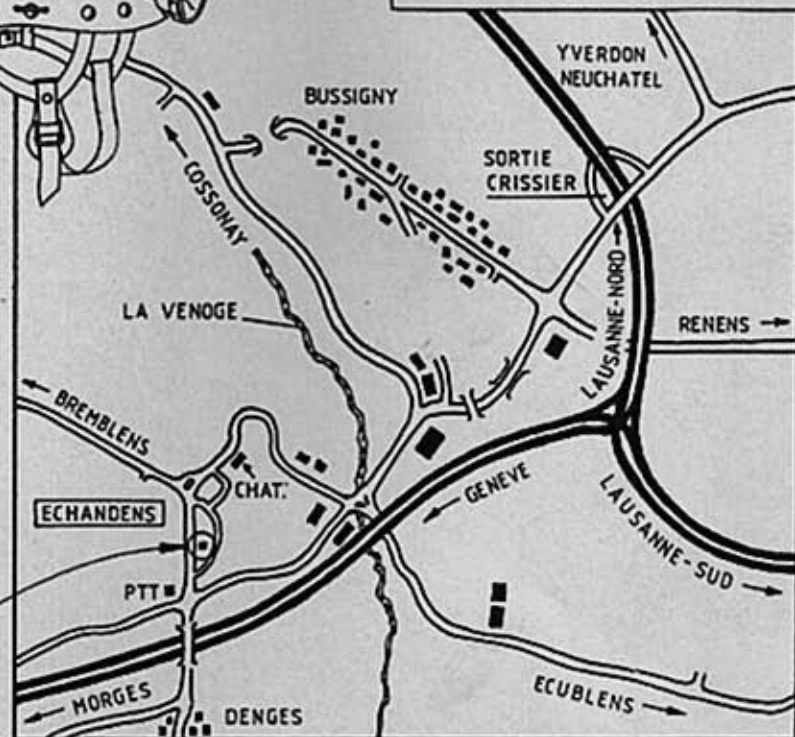 YVERDON
NEUCHATEL
BUSSIGNY
SORTIE
CRISSIER
COSSONAY
LA VENOGE
LAUSANNE-NORD
RENENS
BREMBLENS
CHAT.
GENEVE
ECHANDENS
LAUSANNE-SUD
PTT
MORGES
ECUBLENS
DENGES